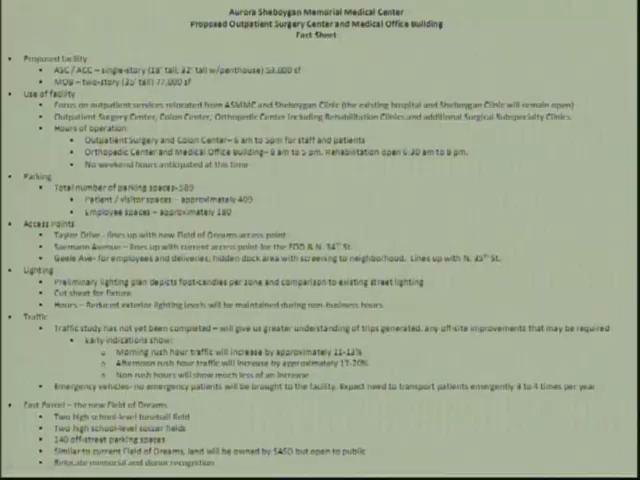 Aurora Sheboygan Memorial Medical Center
Proposed Outpatient Surgery Center and Medical Office Building
Fact Sheet
• Proposed facility
• ASC / ACC – single-story (18' tall, 32' tall w/penthouse) 53,000 sf
• MOB – two-story (35' tall) 77,000 sf
• Use of facility
• Focus on outpatient services relocated from ASMMC and Sheboygan Clinic (the existing hospital and Sheboygan Clinic will remain open)
• Outpatient Surgery Center, Colon Center, Orthopedic Center including Rehabilitation Clinics and additional Surgical Subspecialty Clinics
• Hours of operation
• Outpatient Surgery and Colon Center– 6 am to 5pm for staff and patients
• Orthopedic Center and Medical Office Building– 8 am to 5 pm. Rehabilitation open 6:30 am to 8 pm.
• No weekend hours anticipated at this time
• Parking
• Total number of parking spaces-589
• Patient / visitor spaces – approximately 409
• Employee spaces – approximately 180
• Access Points
• Taylor Drive - lines up with new Field of Dreams access point
• Saemann Avenue – lines up with current access point for the FOD & N. 34th St.
• Geele Ave- for employees and deliveries, hidden dock area with screening to neighborhood. Lines up with N. 35th St.
• Lighting
• Preliminary lighting plan depicts foot-candles per zone and comparison to existing street lighting
• Cut sheet for fixture
• Hours – Reduced exterior lighting levels will be maintained during non-business hours
• Traffic
• Traffic study has not yet been completed – will give us greater understanding of trips generated, any off-site improvements that may be required
• Early indications show:
o Morning rush hour traffic will increase by approximately 11-13%
o Afternoon rush hour traffic will increase by approximately 17-20%
o Non rush hours will show much less of an increase
• Emergency vehicles- no emergency patients will be brought to the facility. Expect need to transport patients emergently 3 to 4 times per year
• East Parcel – the new Field of Dreams
• Two high school-level baseball field
• Two high school-level soccer fields
• 140 off-street parking spaces
• Similar to current Field of Dreams, land will be owned by SASD but open to public
• Relocate memorial and donor recognition